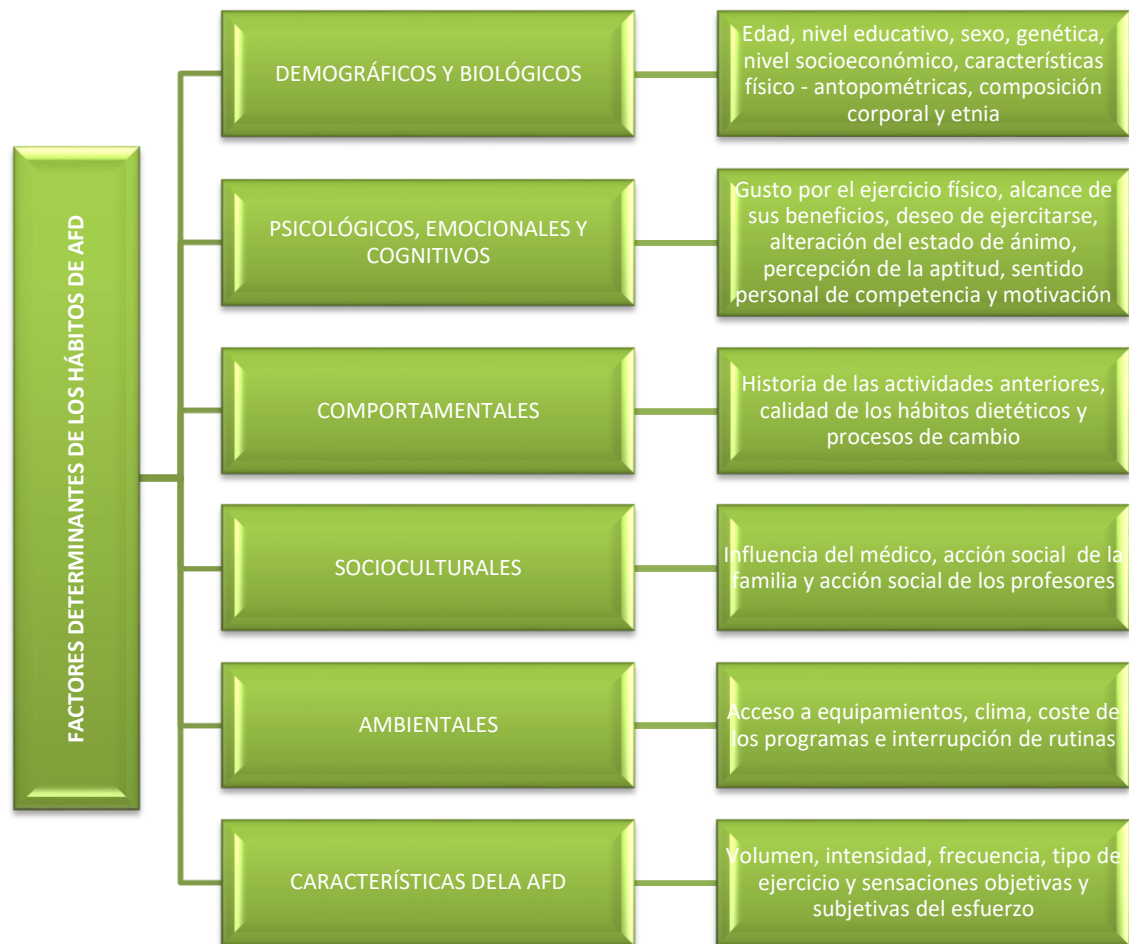 FACTORES DETERMINANTES DE LOS HÁBITOS DE AFD
DEMOGRÁFICOS Y BIOLÓGICOS
Edad, nivel educativo, sexo, genética,
nivel socioeconómico, características
físico - antopométricas, composición
corporal y etnia
PSICOLÓGICOS, EMOCIONALES Y
COGNITIVOS
Gusto por el ejercicio físico, alcance de
sus beneficios, deseo de ejercitarse,
alteración del estado de ánimo,
percepción de la aptitud, sentido
personal de competencia y motivación
COMPORTAMENTALES
Historia de las actividades anteriores,
calidad de los hábitos dietéticos y
procesos de cambio
SOCIOCULTURALES
Influencia del médico, acción social de la
familia y acción social de los profesores
AMBIENTALES
Acceso a equipamientos, clima, coste de
los programas e interrupción de rutinas
CARACTERÍSTICAS DELA AFD
Volumen, intensidad, frecuencia, tipo de
ejercicio y sensaciones objetivas y
subjetivas del esfuerzo